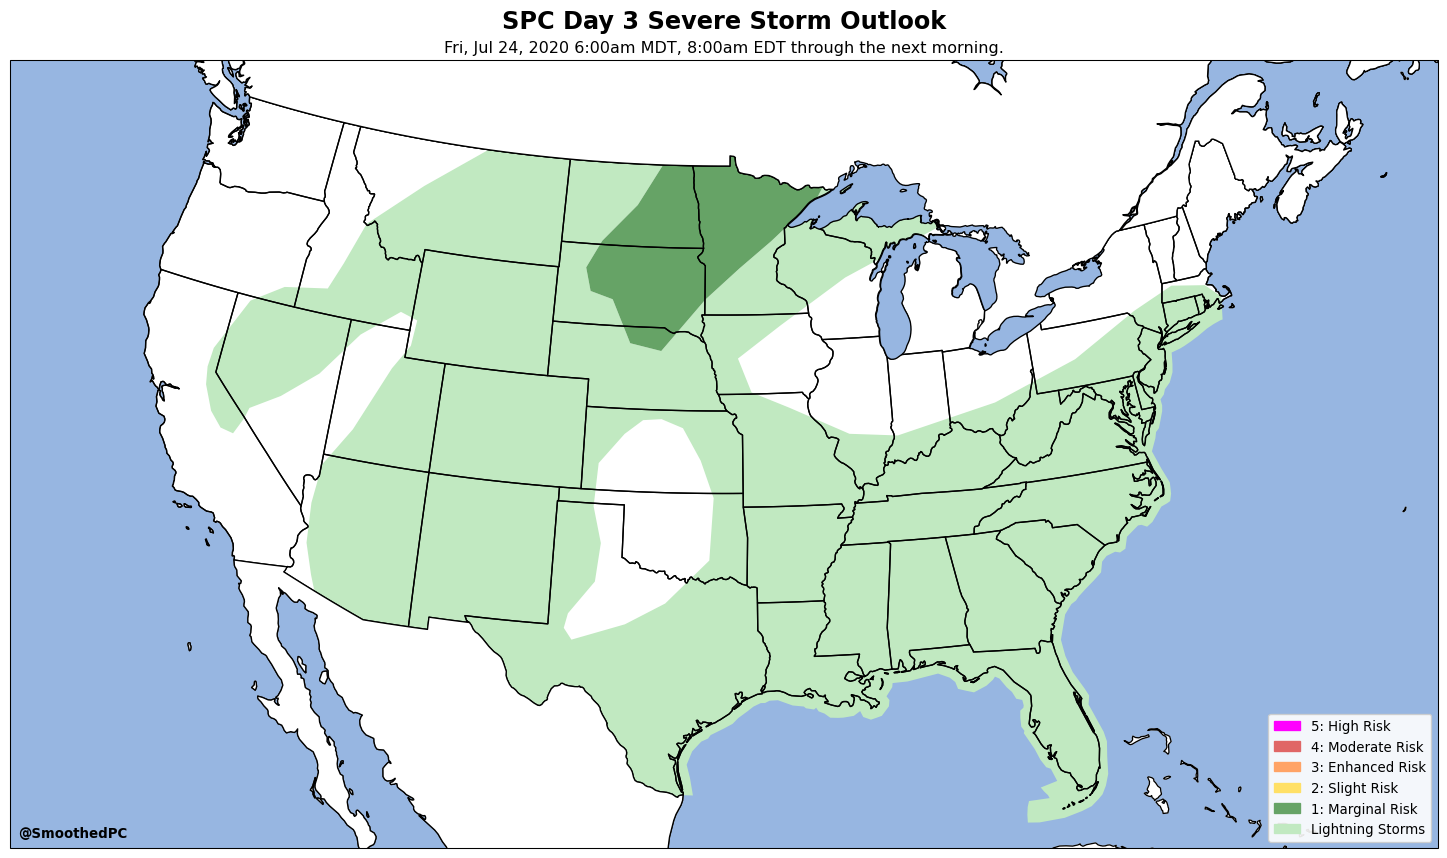 SPC Day 3 Severe Storm Outlook
Fri, Jul 24, 2020 6:00am MDT, 8:00am EDT through the next morning.
5: High Risk
4: Moderate Risk
3: Enhanced Risk
2: Slight Risk
1: Marginal Risk
Lightning Storms
@SmoothedPC